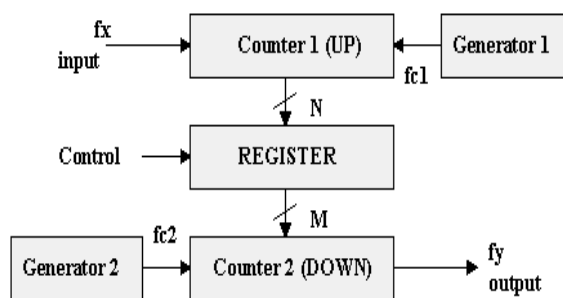 fx
input
Counter 1 (UP)
Generator 1
fc1
N
Control
REGISTER
M
fc2
Generator 2
Counter 2 (DOWN)
fy
output